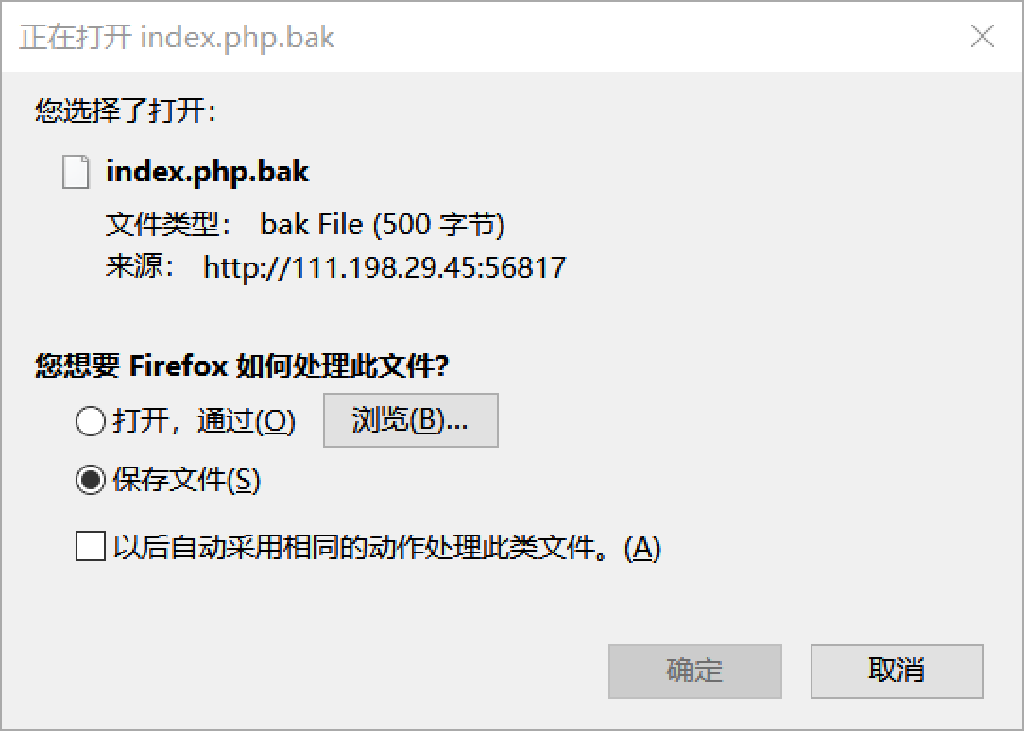 正在打开 index.php.bak
您选择了打开：
index.php.bak
文件类型： bak File (500 字节)
来源： http://111.198.29.45:56817
您想要 Firefox 如何处理此文件?
打开，通过(O) 浏览(B)...
保存文件(S)
以后自动采用相同的动作处理此类文件。(A)
确定 取消